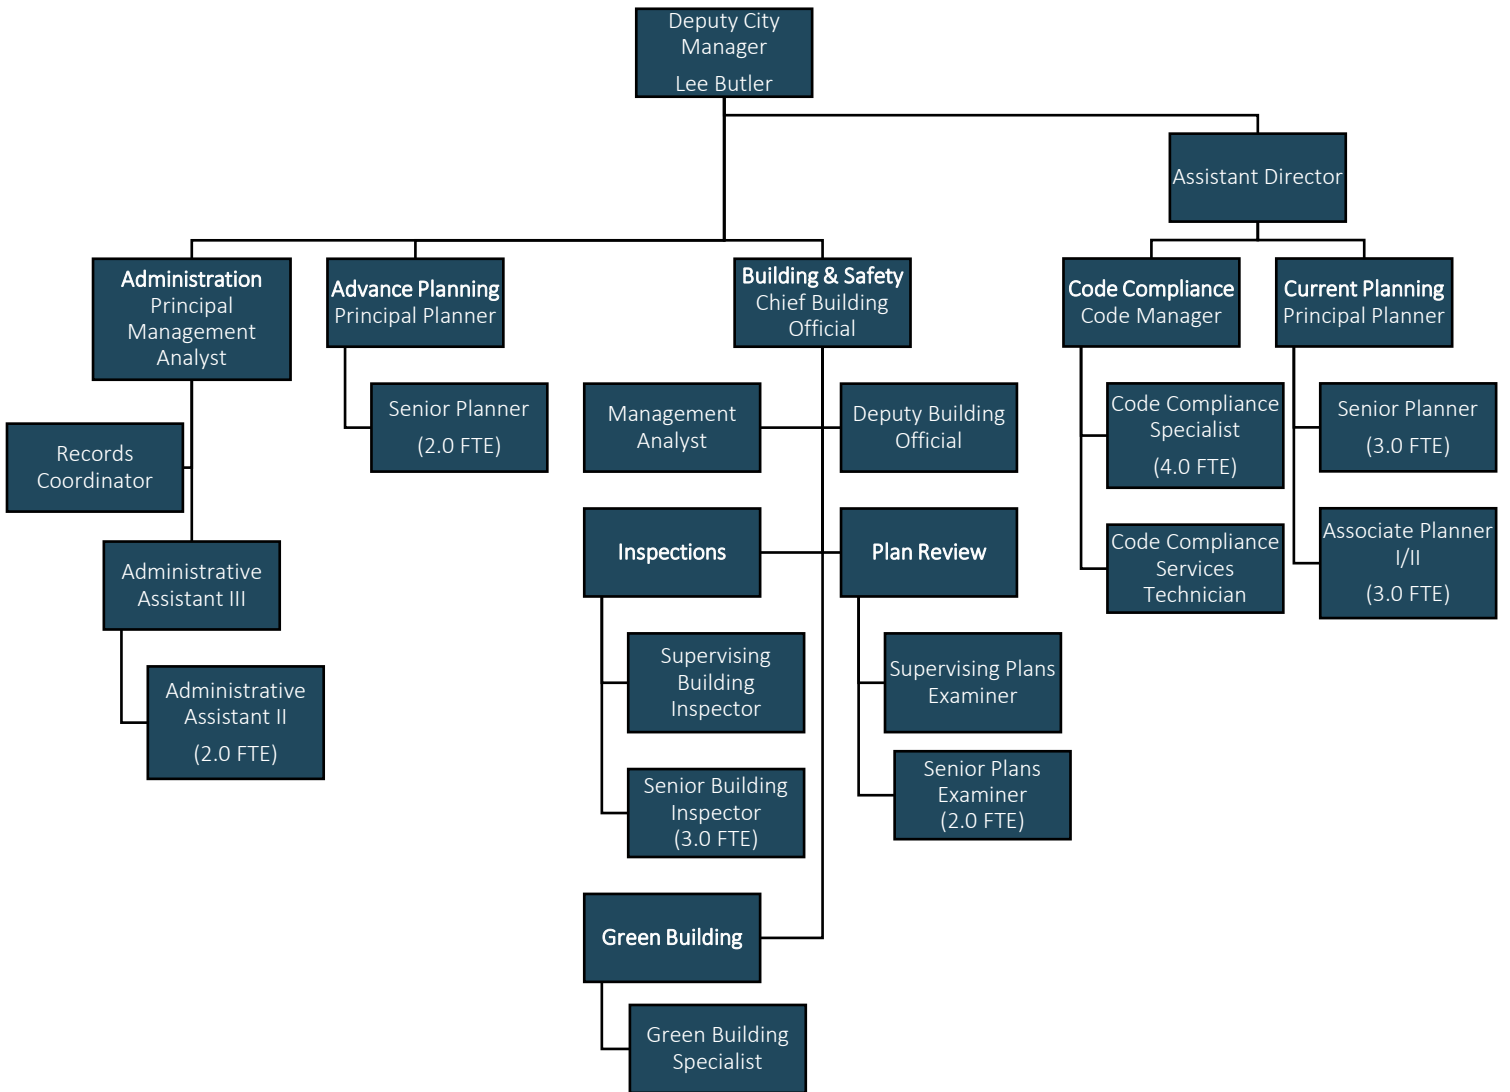 Deputy City
Manager
Lee Butler
Assistant Director
Administration
Principal
Management
Analyst
Advance Planning
Principal Planner
Building & Safety
Chief Building
Official
Code Compliance
Code Manager
Current Planning
Principal Planner
Records
Coordinator
Administrative
Assistant III
Administrative
Assistant II
(2.0 FTE)
Senior Planner
(2.0 FTE)
Management
Analyst
Deputy Building
Official
Inspections
Plan Review
Supervising
Building
Inspector
Senior Building
Inspector
(3.0 FTE)
Supervising Plans
Examiner
Senior Plans
Examiner
(2.0 FTE)
Green Building
Green Building
Specialist
Code Compliance
Specialist
(4.0 FTE)
Code Compliance
Services
Technician
Senior Planner
(3.0 FTE)
Associate Planner
I/II
(3.0 FTE)